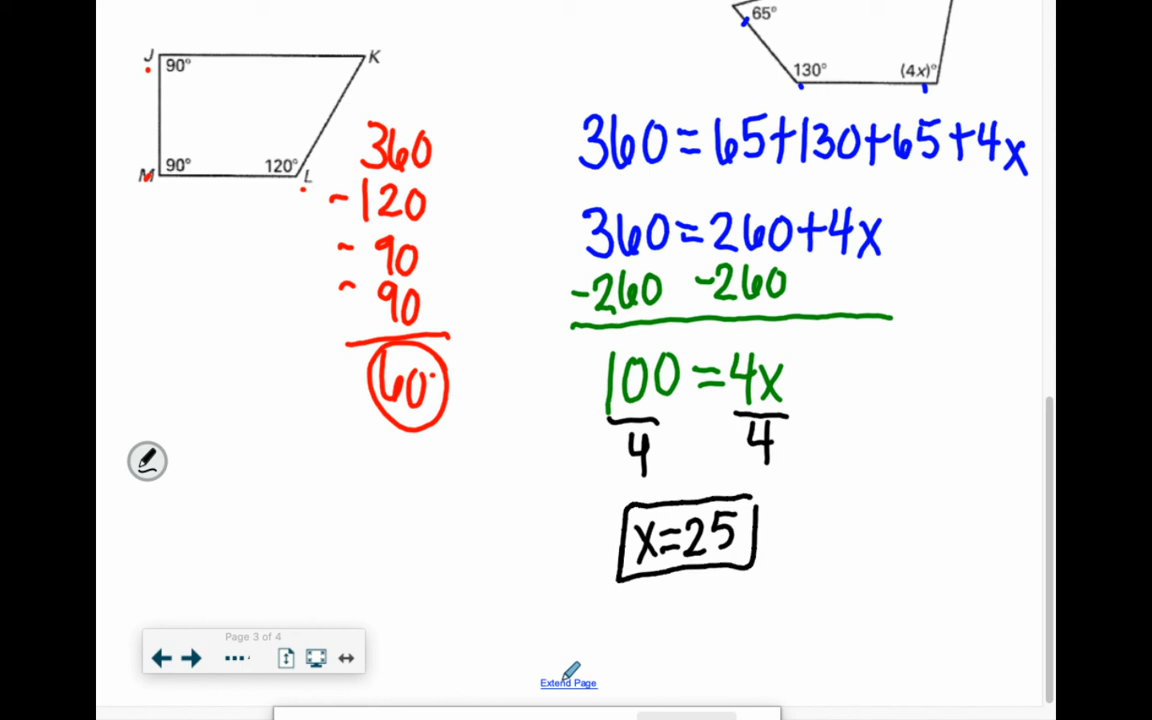 65°
130° (4x)°
J K
90°
90° 120°
M L
360
-120
- 90
- 90
60°
360=65+130+65+4x
360=260+4x
-260 -260
100=4x
4 4
x=25
Page 3 of 4
Extend Page